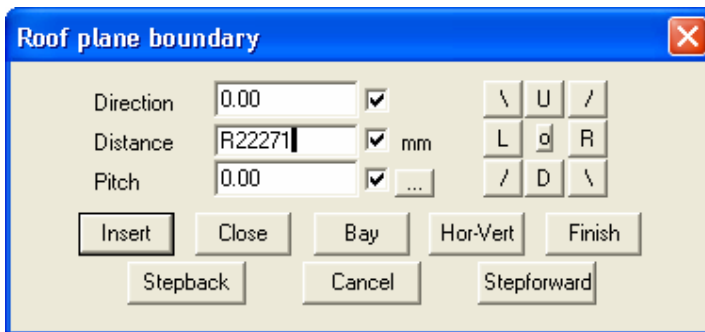 Roof plane boundary
Direction 0.00 \ U /
Distance R22271 mm L o R
Pitch 0.00 ... / D \
Insert Close Bay Hor-Vert Finish
Stepback Cancel Stepforward